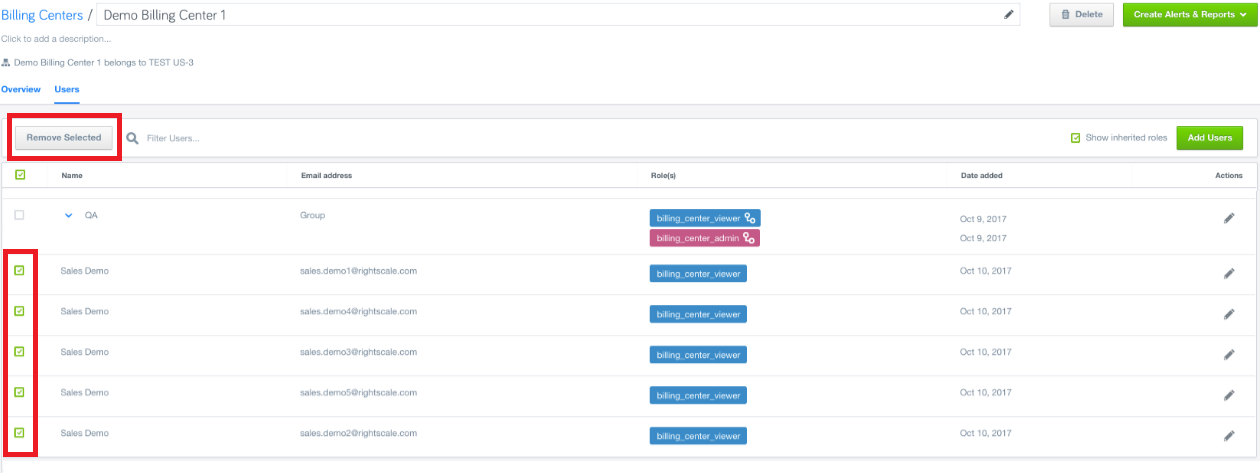 Billing Centers / Demo Billing Center 1 Delete Create Alerts & Reports
Click to add a description...
Demo Billing Center 1 belongs to TEST US-3
Overview Users
Remove Selected Filter Users... Show inherited roles Add Users
Name Email address Role(s) Date added Actions
QA Group billing_center_viewer Oct 9, 2017
billing_center_admin Oct 9, 2017
Sales Demo sales.demo1@rightscale.com billing_center_viewer Oct 10, 2017
Sales Demo sales.demo4@rightscale.com billing_center_viewer Oct 10, 2017
Sales Demo sales.demo3@rightscale.com billing_center_viewer Oct 10, 2017
Sales Demo sales.demo5@rightscale.com billing_center_viewer Oct 10, 2017
Sales Demo sales.demo2@rightscale.com billing_center_viewer Oct 10, 2017